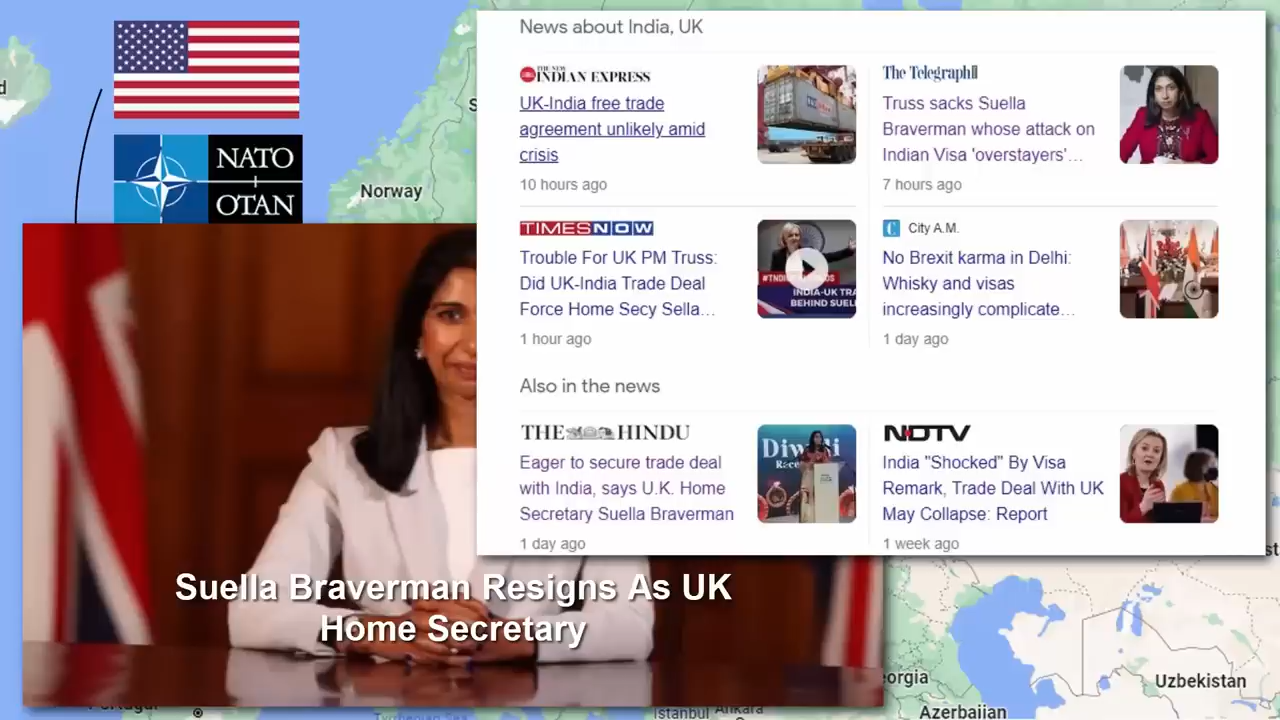 NATO
OTAN
Norway
News about India, UK
THE NEW
INDIAN EXPRESS
UK-India free trade
agreement unlikely amid
crisis
10 hours ago
The Telegraph
Truss sacks Suella
Braverman whose attack on
Indian Visa 'overstayers'…
7 hours ago
TIMES NOW
Trouble For UK PM Truss:
Did UK-India Trade Deal
Force Home Secy Sella…
1 hour ago
INDIA-UK TRA
BEHIND SUEL
City A.M.
No Brexit karma in Delhi:
Whisky and visas
increasingly complicate…
1 day ago
Also in the news
THE HINDU
Eager to secure trade deal
with India, says U.K. Home
Secretary Suella Braverman
1 day ago
Diwali
Rece
NDTV
India "Shocked" By Visa
Remark, Trade Deal With UK
May Collapse: Report
1 week ago
Suella Braverman Resigns As UK
Home Secretary
eorgia
Uzbekistan
Azerbaijan
Portugal
Tyrrhenian Sea
Istanbul
Ankara